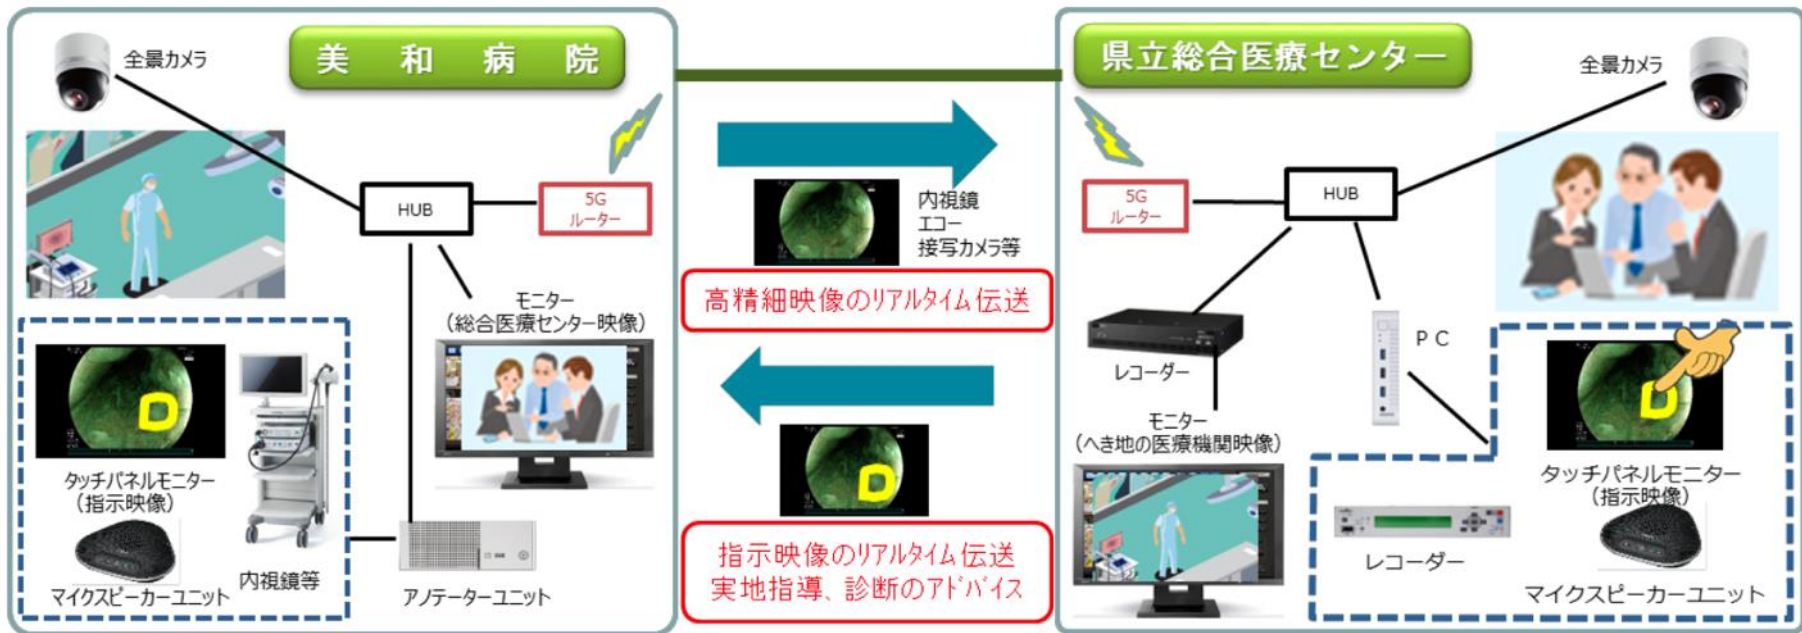 美和病院
全景カメラ
HUB
5G
ルーター
モニター
（総合医療センター映像）
タッチパネルモニター
（指示映像）
マイクスピーカーユニット
内視鏡等
アノテーターユニット
内視鏡
エコー
接写カメラ等
高精細映像のリアルタイム伝送
指示映像のリアルタイム伝送
実地指導、診断のアドバイス
県立総合医療センター
全景カメラ
5G
ルーター
HUB
レコーダー
PC
モニター
（へき地の医療機関映像）
タッチパネルモニター
（指示映像）
レコーダー
マイクスピーカーユニット